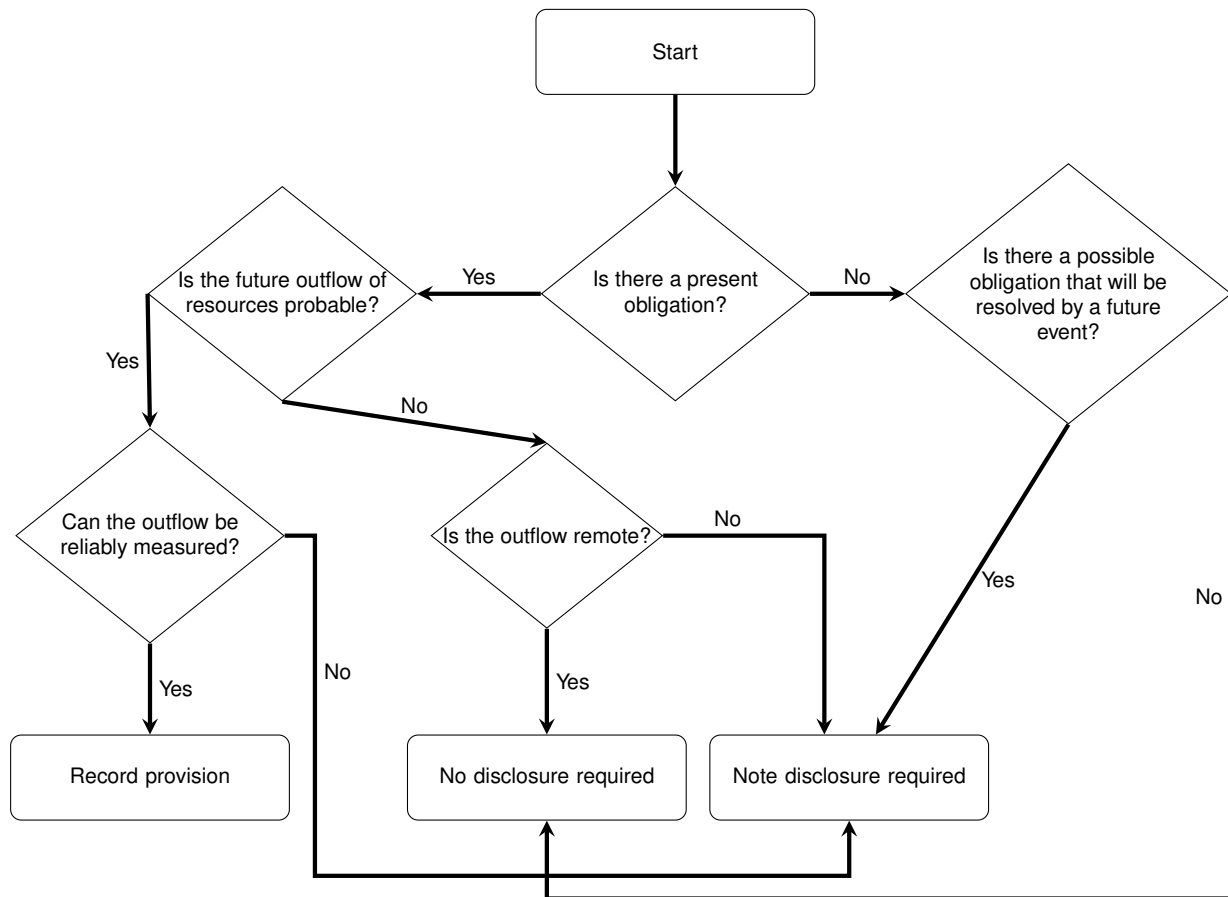 Start
Is the future outflow of
resources probable?
Yes
Is there a present
obligation?
No
Is there a possible
obligation that will be
resolved by a future
event?
Yes
No
Can the outflow be
reliably measured?
Is the outflow remote?
No
Yes
No
No
Yes
Yes
Record provision
No disclosure required
Note disclosure required